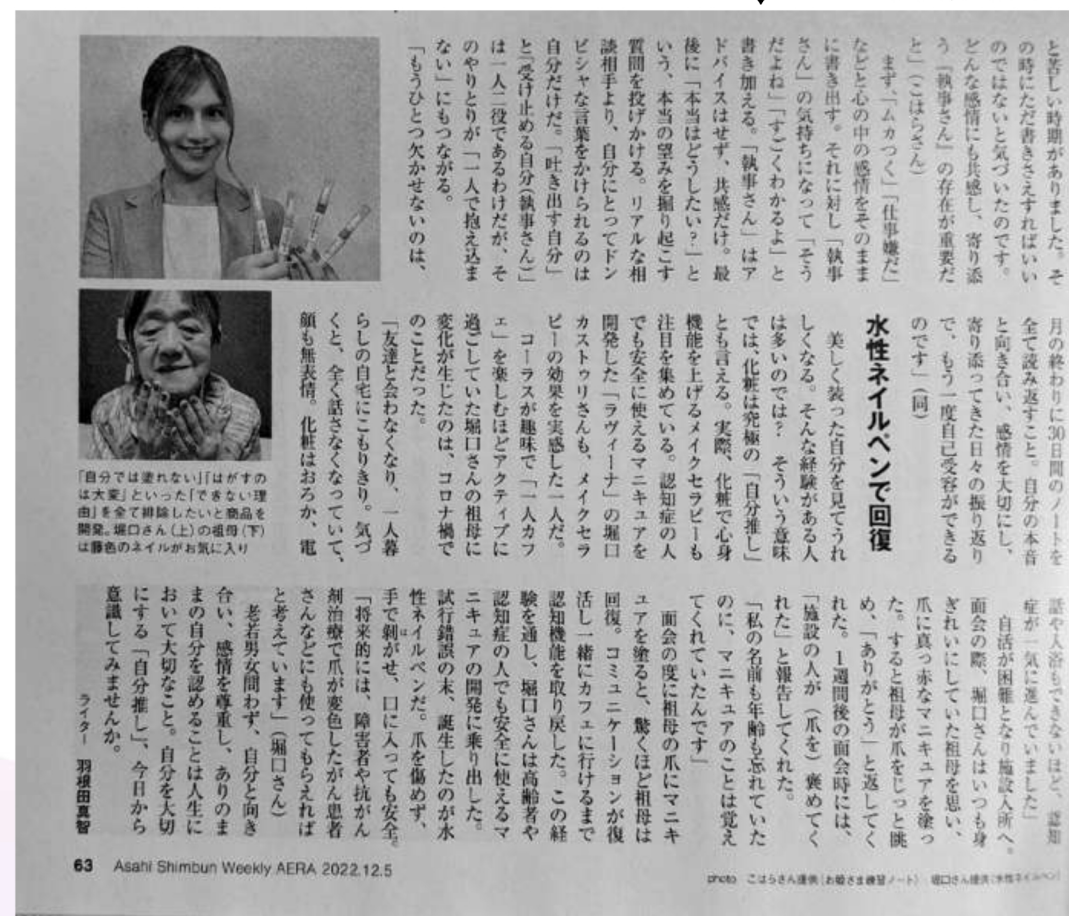 と苦しい時期がありました。そ
の時にただ書きさえすればいい
のではないと気づいたのです。
どんな感情にも共感し、寄り添
う「執事さん」の存在が重要だ
と」(こはらさん)
まず、「ムカつく」「仕事嫌だ」
などと心の中の感情をそのまま
に書き出す。それに対し「執事
さん」の気持ちになって「そう
だよね」「すごくわかるよ」と
書き加える。「執事さん」はア
ドバイスはせず、共感だけ。最
後に「本当はどうしたい?」と
いう、本当の望みを掘り起こす
質問を投げかける。リアルな相
談相手より、自分にとってドン
ピシャな言葉をかけられるのは
自分だけだ。「吐き出す自分」
と「受け止める自分(執事さん)」
は一人二役であるわけだが、そ
のやりとりが「一人で抱え込ま
ない」にもつながる。
「もうひとつ欠かせないのは、
月の終わりに30日間のノートを
全て読み返すこと。自分の本音
と向き合い、感情を大切にし、
寄り添ってきた日々の振り返り
で、もう一度自己受容ができる
のです」(同)
水性ネイルペンで回復
美しく装った自分を見てうれ
しくなる。そんな経験がある人
は多いのでは? そういう意味
では、化粧は究極の「自分推し」
とも言える。実際、化粧で心身
機能を上げるメイクセラピーも
注目を集めている。認知症の人
でも安全に使えるマニキュアを
開発した「ラヴィーナ」の堀口
カストゥリさんも、メイクセラ
ピーの効果を実感した一人だ。
コーラスが趣味で「一人カフ
ェ」を楽しむほどアクティブに
過ごしていた堀口さんの祖母に
変化が生じたのは、コロナ禍で
のことだった。
「友達と会わなくなり、一人暮
らしの自宅にこもりきり。気づ
くと、全く話さなくなっていて、
顔も無表情。化粧はおろか、電
話や入浴もできないほど、認知
症が一気に進んでいました」
自活が困難となり施設入所へ。
面会の際、堀口さんはいつも身
ぎれいにしていた祖母を思い、
爪に真っ赤なマニキュアを塗っ
た。すると祖母が爪をじっと眺
め、「ありがとう」と返してく
れた。1週間後の面会時には、
「施設の人が(爪を)褒めてく
れた」と報告してくれた。
「私の名前も年齢も忘れていた
のに、マニキュアのことは覚え
てくれていたんです」
面会の度に祖母の爪にマニキ
ュアを塗ると、驚くほど祖母は
回復。コミュニケーションが復
活し一緒にカフェに行けるまで
認知機能を取り戻した。この経
験を通し、堀口さんは高齢者や
認知症の人でも安全に使えるマ
ニキュアの開発に乗り出した。
試行錯誤の末、誕生したのが水
性ネイルペンだ。爪を傷めず、
手で剥がせ、口に入っても安全。
「将来的には、障害者や抗がん
剤治療で爪が変色したがん患者
さんなどにも使ってもらえれば
と考えています」(堀口さん)
老若男女問わず、自分と向き
合い、感情を尊重し、ありのま
まの自分を認めることは人生に
おいて大切なこと。自分を大切
にする「自分推し」、今日から
意識してみませんか。
ライター 羽根田真智
「自分では塗れない」「はがすの
は大変」といった「できない理
由」を全て排除したいと商品を
開発。堀口さん(上)の祖母(下)
は藤色のネイルがお気に入り
63 Asahi Shimbun Weekly AERA 2022.12.5
photo こはらさん提供(お姫さま練習ノート) 堀口さん提供(水性ネイルペン)